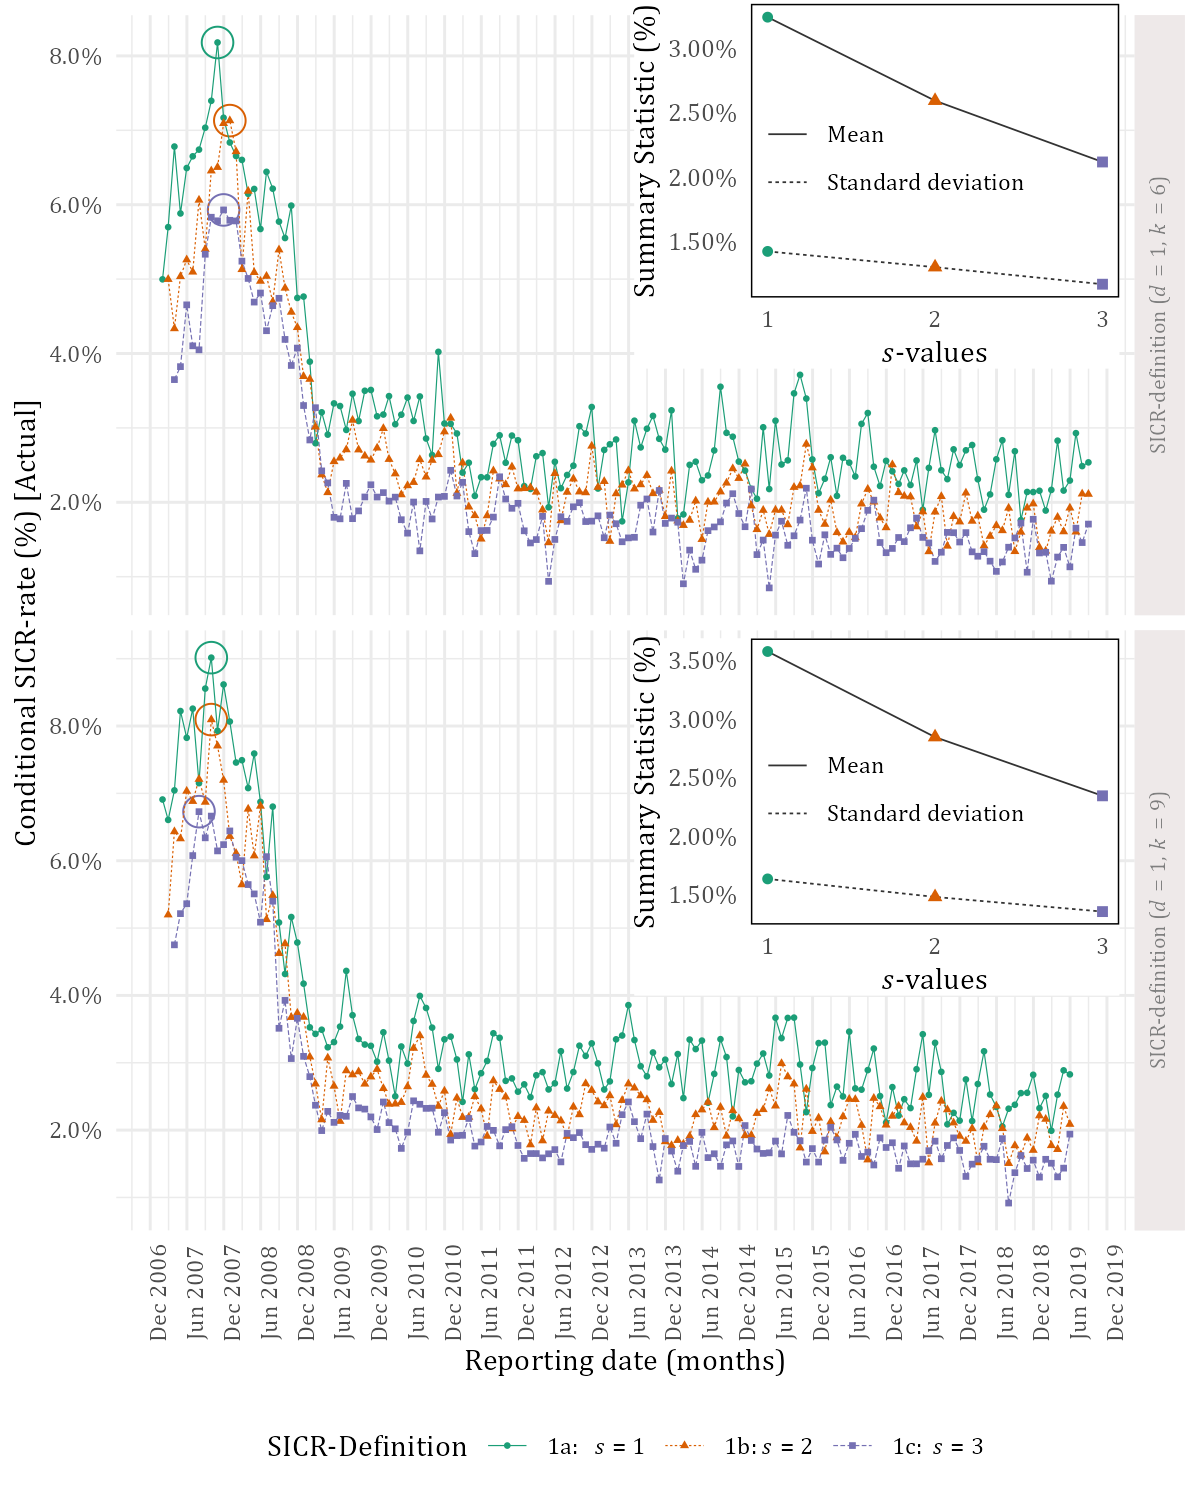 Conditional SICR-rate (%) [Actual]
8.0%
6.0%
4.0%
2.0%
Summary Statistic (%)
3.00%
2.50%
2.00%
1.50%
Mean
Standard deviation
1
2
3
s-values
SICR-definition (d = 1, k = 6)
8.0%
6.0%
4.0%
2.0%
Summary Statistic (%)
3.50%
3.00%
2.50%
2.00%
1.50%
Mean
Standard deviation
1
2
3
s-values
SICR-definition (d = 1, k = 9)
Dec 2006
Jun 2007
Dec 2007
Jun 2008
Dec 2008
Jun 2009
Dec 2009
Jun 2010
Dec 2010
Jun 2011
Dec 2011
Jun 2012
Dec 2012
Jun 2013
Dec 2013
Jun 2014
Dec 2014
Jun 2015
Dec 2015
Jun 2016
Dec 2016
Jun 2017
Dec 2017
Jun 2018
Dec 2018
Jun 2019
Dec 2019
Reporting date (months)
SICR-Definition 1a: s = 1 1b: s = 2 1c: s = 3